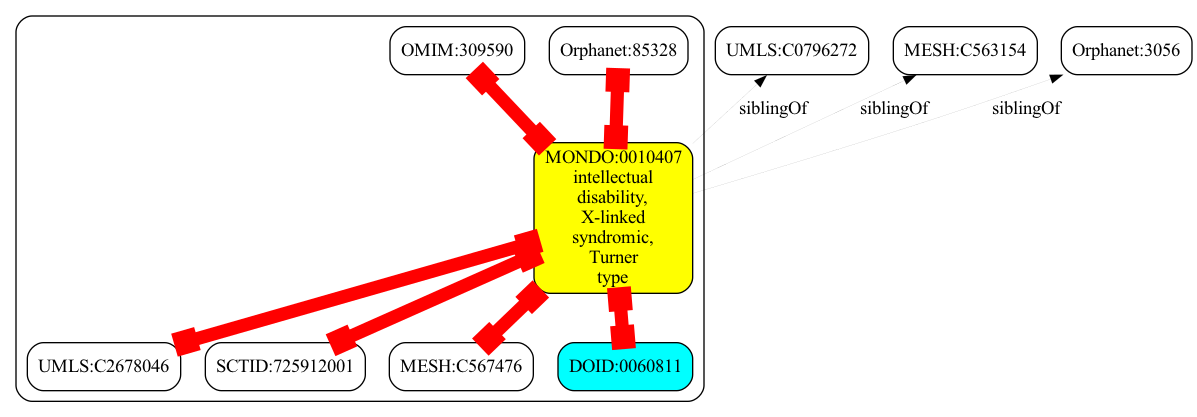 OMIM:309590
Orphanet:85328
UMLS:C0796272
MESH:C563154
Orphanet:3056
siblingOf
siblingOf
siblingOf
MONDO:0010407
intellectual
disability,
X-linked
syndromic,
Turner
type
UMLS:C2678046
SCTID:725912001
MESH:C567476
DOID:0060811